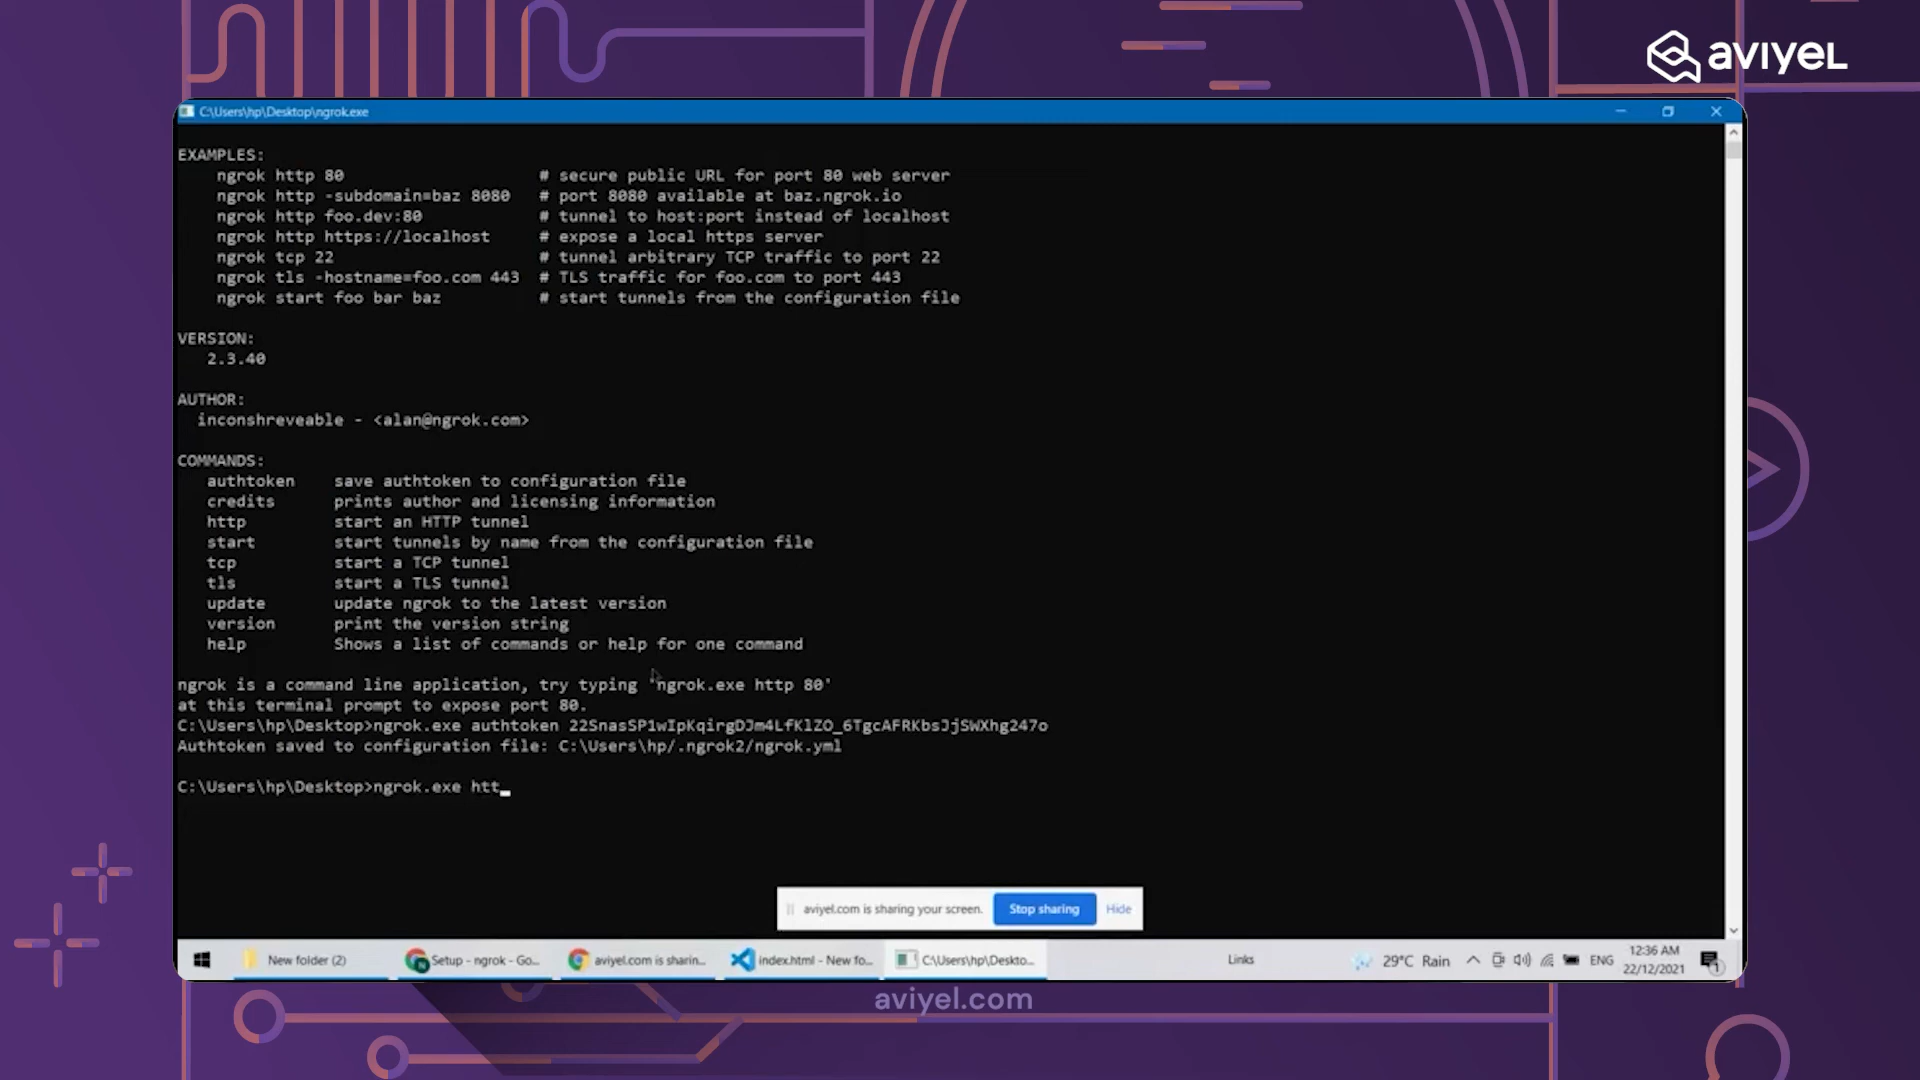 aviyel
C:\Users\hp\Desktop\ngrok.exe
EXAMPLES:
ngrok http 80 # secure public URL for port 80 web server
ngrok http -subdomain=baz 8080 # port 8080 available at baz.ngrok.io
ngrok http foo.dev:80 # tunnel to host:port instead of localhost
ngrok http https://localhost # expose a local https server
ngrok tcp 22 # tunnel arbitrary TCP traffic to port 22
ngrok tls -hostname=foo.com 443 # TLS traffic for foo.com to port 443
ngrok start foo bar baz # start tunnels from the configuration file
VERSION:
2.3.40
AUTHOR:
inconshreveable - <alan@ngrok.com>
COMMANDS:
authtoken save authtoken to configuration file
credits prints author and licensing information
http start an HTTP tunnel
start start tunnels by name from the configuration file
tcp start a TCP tunnel
tls start a TLS tunnel
update update ngrok to the latest version
version print the version string
help Shows a list of commands or help for one command
ngrok is a command line application, try typing 'ngrok.exe http 80'
at this terminal prompt to expose port 80.
C:\Users\hp\Desktop>ngrok.exe authtoken 22SnasSP1wIpKqirgDJm4LfKlZO_6TgcAFRKbsJjSWXhg247o
Authtoken saved to configuration file: C:\Users\hp/.ngrok2/ngrok.yml
C:\Users\hp\Desktop>ngrok.exe htt_
aviyel.com is sharing your screen. Stop sharing Hide
New folder (2) Setup - ngrok - Go... aviyel.com is sharin... index.html - New fo... C:\Users\hp\Deskto... Links 29°C Rain ENG 12:36 AM
22/12/2021 1
aviyel.com